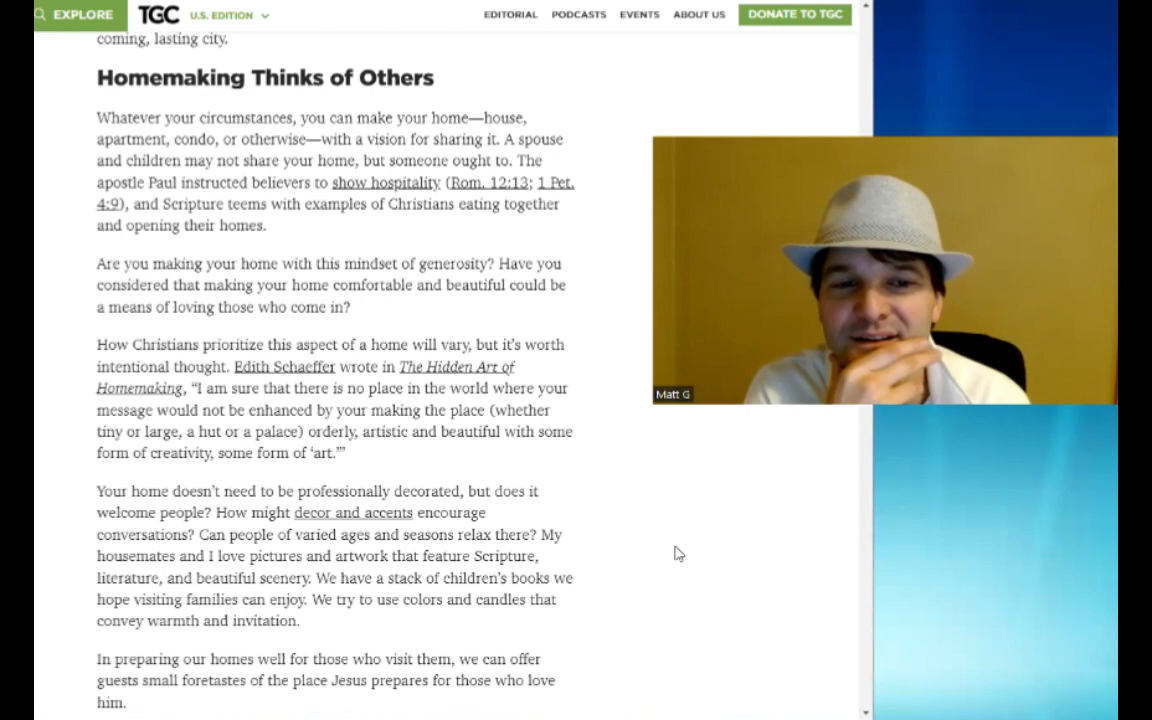 EXPLORE TGC U.S. EDITION EDITORIAL PODCASTS EVENTS ABOUT US DONATE TO TGC
coming, lasting city.
Homemaking Thinks of Others
Whatever your circumstances, you can make your home—house,
apartment, condo, or otherwise—with a vision for sharing it. A spouse
and children may not share your home, but someone ought to. The
apostle Paul instructed believers to show hospitality (Rom. 12:13; 1 Pet.
4:9), and Scripture teems with examples of Christians eating together
and opening their homes.
Are you making your home with this mindset of generosity? Have you
considered that making your home comfortable and beautiful could be
a means of loving those who come in?
How Christians prioritize this aspect of a home will vary, but it’s worth
intentional thought. Edith Schaeffer wrote in The Hidden Art of
Homemaking, “I am sure that there is no place in the world where your
message would not be enhanced by your making the place (whether
tiny or large, a hut or a palace) orderly, artistic and beautiful with some
form of creativity, some form of ‘art.’”
Your home doesn’t need to be professionally decorated, but does it
welcome people? How might decor and accents encourage
conversations? Can people of varied ages and seasons relax there? My
housemates and I love pictures and artwork that feature Scripture,
literature, and beautiful scenery. We have a stack of children’s books we
hope visiting families can enjoy. We try to use colors and candles that
convey warmth and invitation.
In preparing our homes well for those who visit them, we can offer
guests small foretastes of the place Jesus prepares for those who love
him.
Matt G